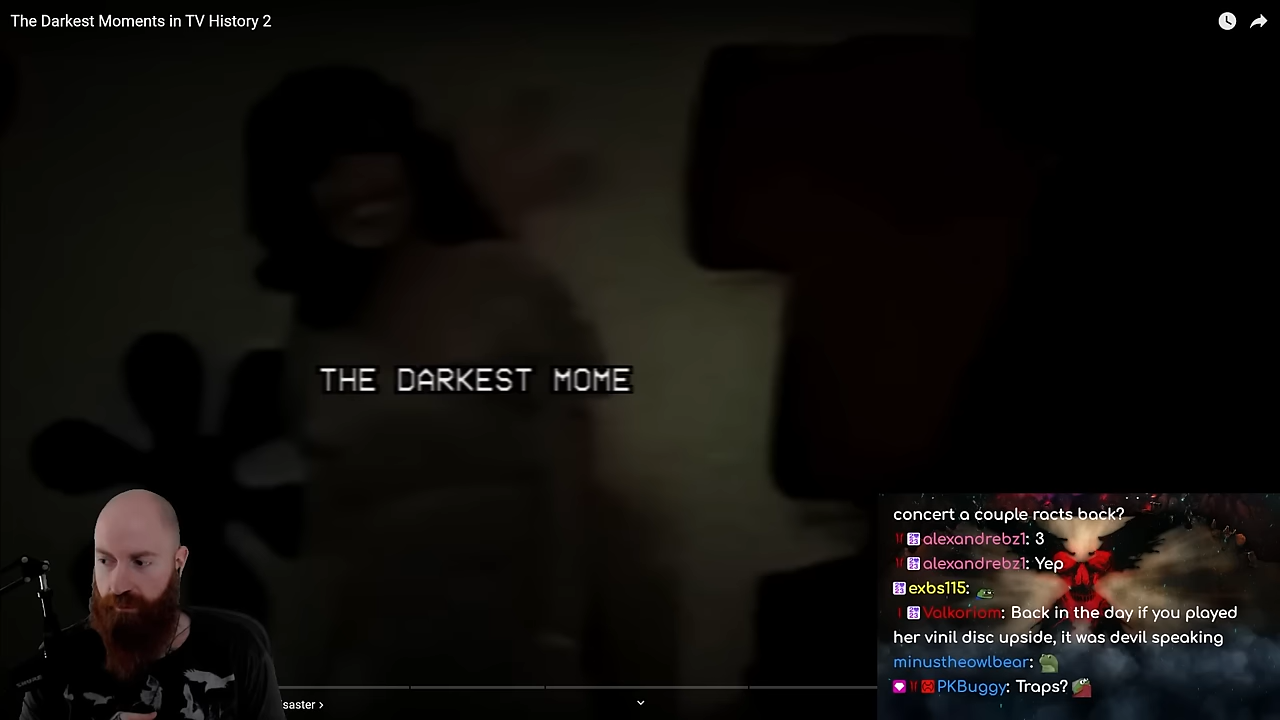 The Darkest Moments in TV History 2
THE DARKEST MOME
concert a couple racts back?
alexandrebz1: 3
alexandrebz1: Yep
exbs115:
Valkoriom: Back in the day if you played
her vinil disc upside, it was devil speaking
minustheowlbear:
PKBuggy: Traps?
saster ›